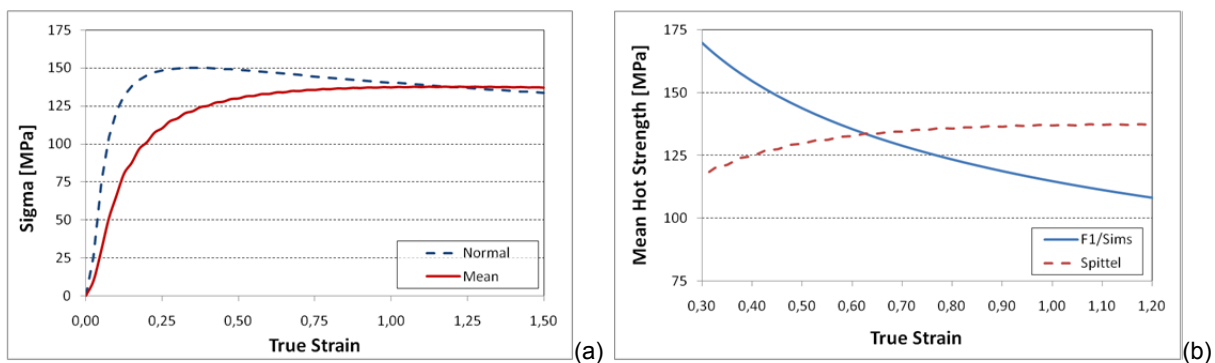 175
150
125
100
75
50
25
0
Sigma [MPa]
0,00 0,25 0,50 0,75 1,00 1,25 1,50
True Strain
Normal
Mean
(a)
175
150
125
100
75
Mean Hot Strength [MPa]
0,30 0,40 0,50 0,60 0,70 0,80 0,90 1,00 1,10 1,20
True Strain
F1/Sims
Spittel
(b)